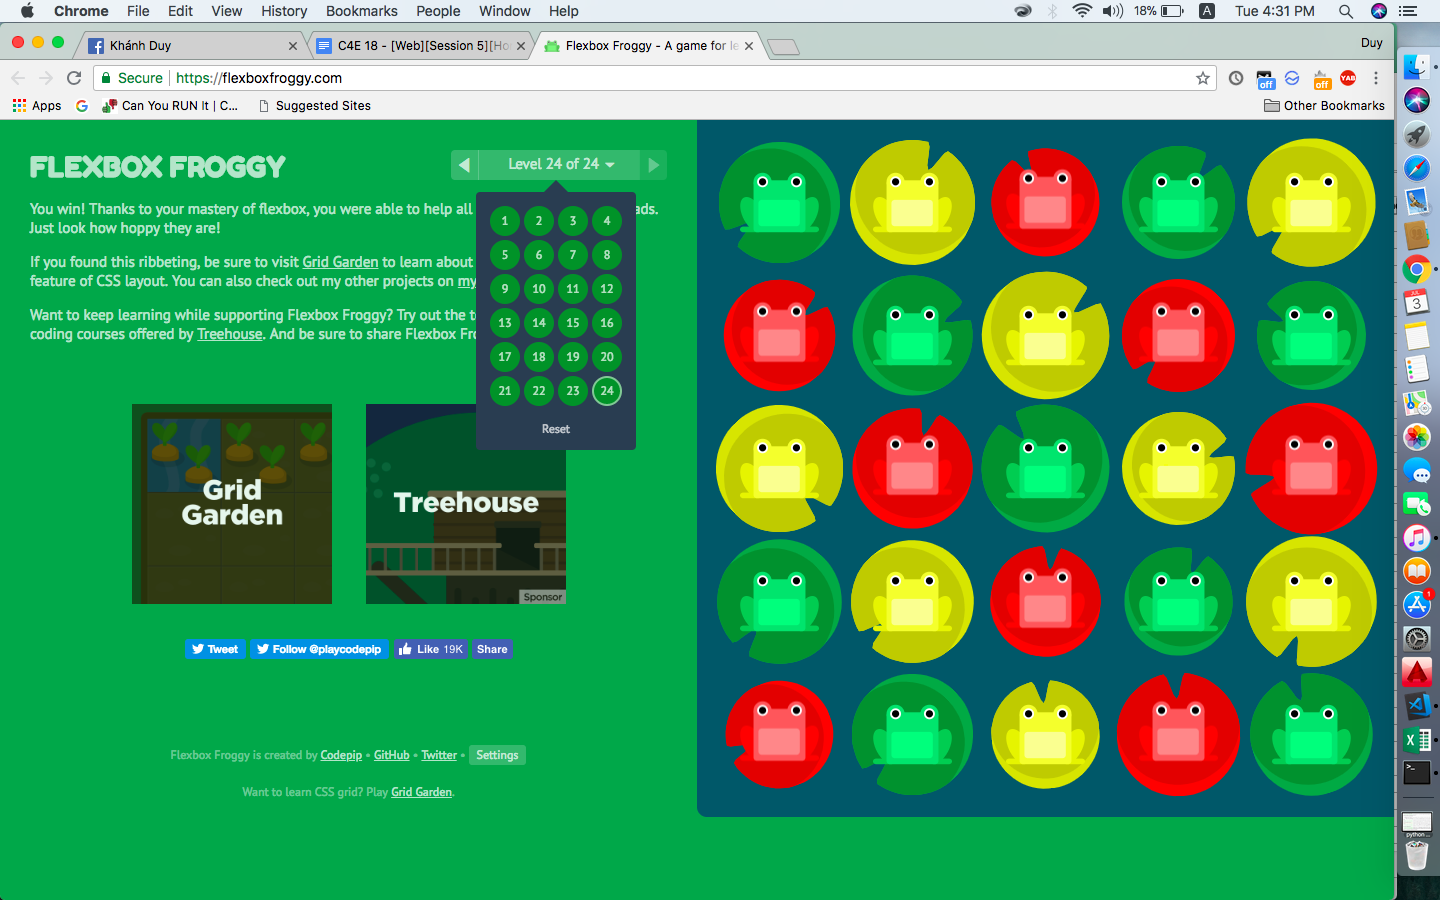 Chrome File Edit View History Bookmarks People Window Help 18% A Tue 4:31 PM
Khánh Duy C4E 18 - [Web][Session 5][Ho Flexbox Froggy - A game for le Duy
Secure https://flexboxfroggy.com off off YAB
Apps G Can You RUN It | C... Suggested Sites Other Bookmarks
FLEXBOX FROGGY
Level 24 of 24
You win! Thanks to your mastery of flexbox, you were able to help all ads.
Just look how hoppy they are!
If you found this ribbeting, be sure to visit Grid Garden to learn about
feature of CSS layout. You can also check out my other projects on my
Want to keep learning while supporting Flexbox Froggy? Try out the t
coding courses offered by Treehouse. And be sure to share Flexbox Fro
1 2 3 4
5 6 7 8
9 10 11 12
13 14 15 16
17 18 19 20
21 22 23 24
Reset
Grid
Garden
Treehouse
Sponsor
Tweet Follow @playcodepip Like 19K Share
Flexbox Froggy is created by Codepip • GitHub • Twitter • Settings
Want to learn CSS grid? Play Grid Garden.
3
1
python ...